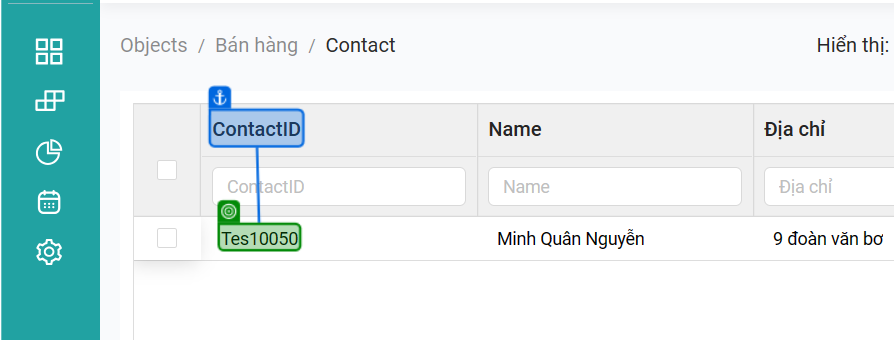 Objects / Bán hàng / Contact
Hiển thị:
ContactID Name Địa chỉ
ContactID Name Địa chỉ
Tes10050 Minh Quân Nguyễn 9 đoàn văn bơ